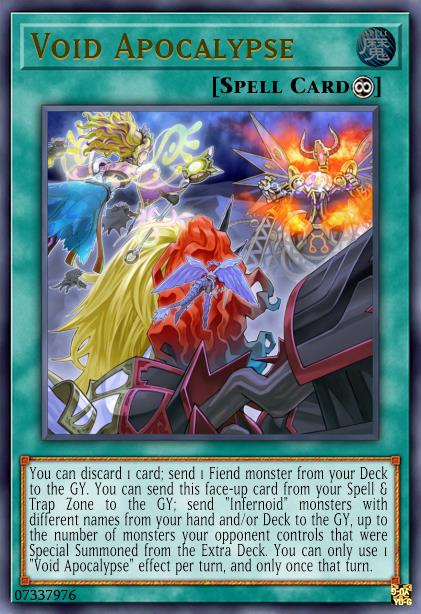 Void Apocalypse
魔
[Spell Card]
You can discard 1 card; send 1 Fiend monster from your Deck
to the GY. You can send this face-up card from your Spell &
Trap Zone to the GY; send "Infernoid" monsters with
different names from your hand and/or Deck to the GY, up to
the number of monsters your opponent controls that were
Special Summoned from the Extra Deck. You can only use 1
"Void Apocalypse" effect per turn, and only once that turn.
07337976